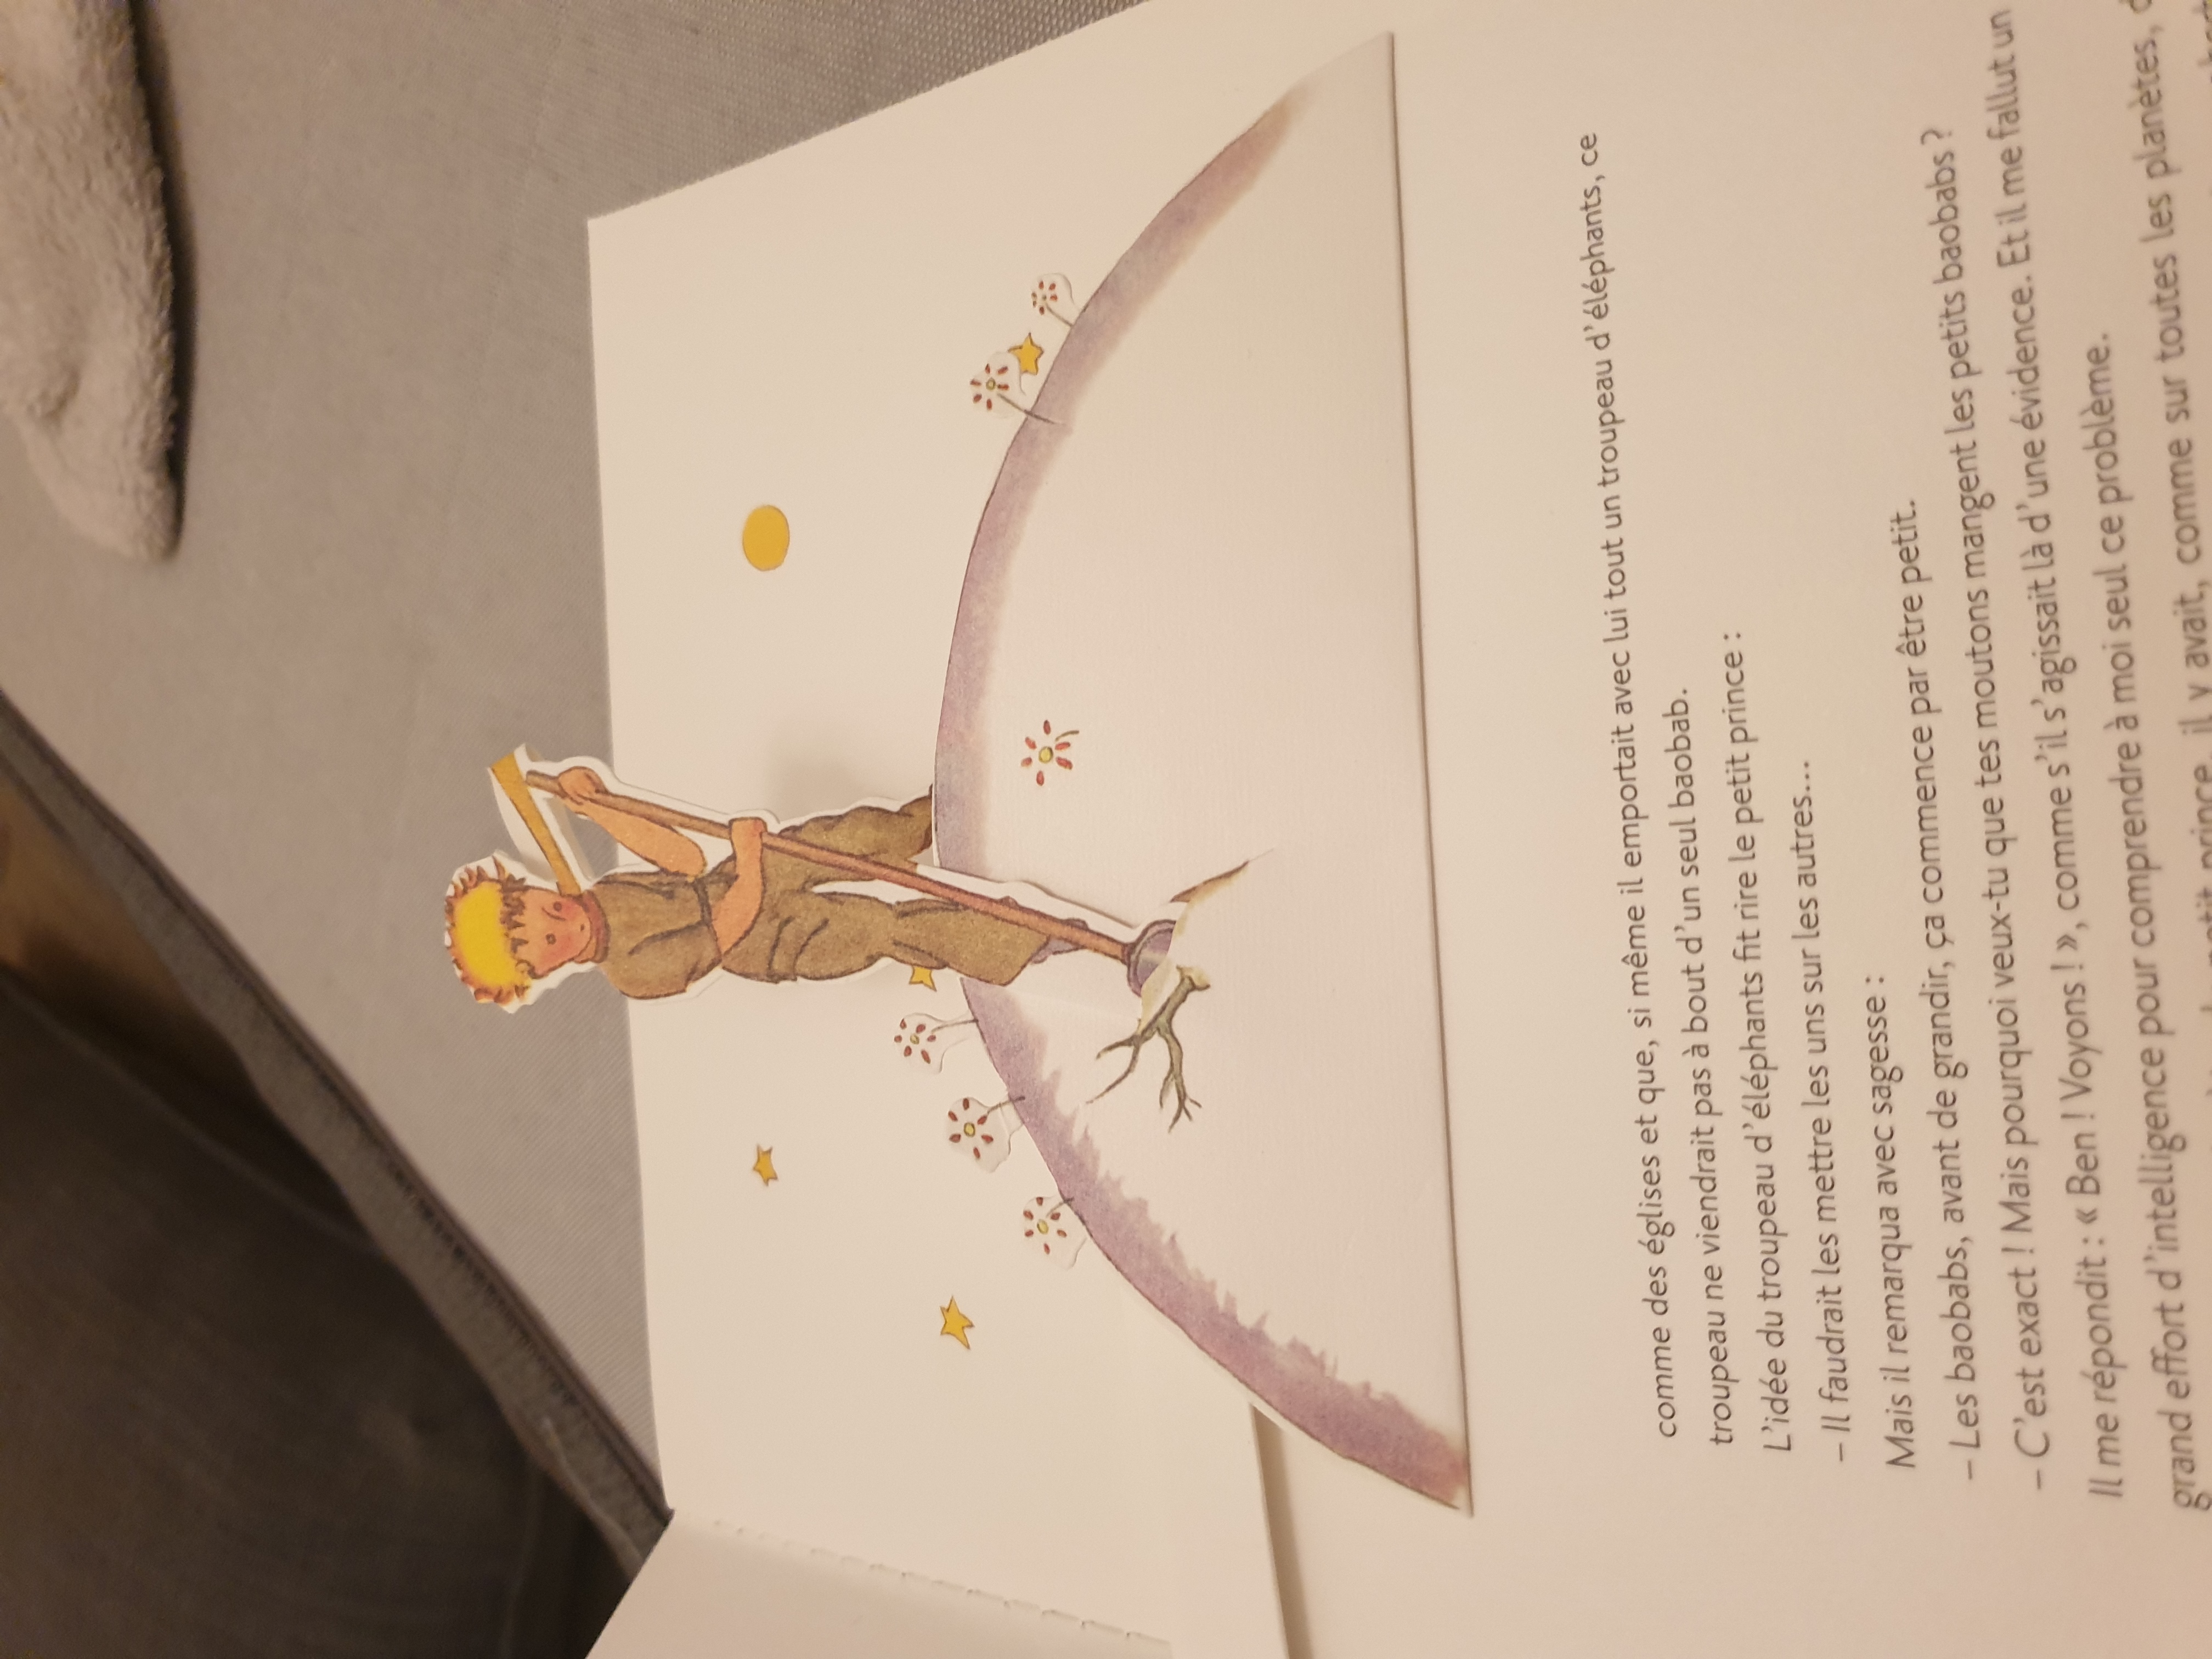 comme des églises et que, si même il emportait avec lui tout un troupeau d’éléphants, ce
troupeau ne viendrait pas à bout d’un seul baobab.
L’idée du troupeau d’éléphants fit rire le petit prince :
– Il faudrait les mettre les uns sur les autres...
Mais il remarqua avec sagesse :
– Les baobabs, avant de grandir, ça commence par être petit.
– C’est exact ! Mais pourquoi veux-tu que tes moutons mangent les petits baobabs ?
Il me répondit : « Ben ! Voyons ! », comme s’il s’agissait là d’une évidence. Et il me fallut un
grand effort d’intelligence pour comprendre à moi seul ce problème.
petit prince, il y avait, comme sur toutes les planètes,